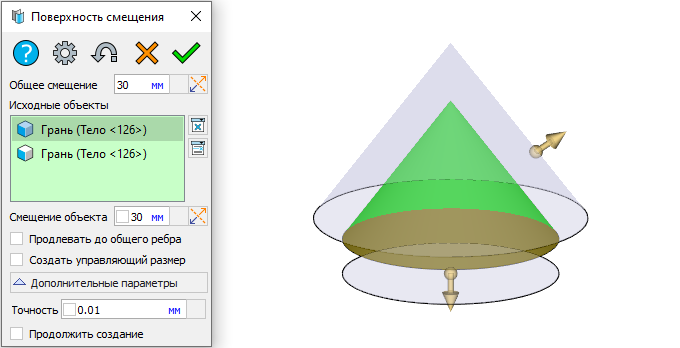 Поверхность смещения
Общее смещение 30 мм
Исходные объекты
Грань (Тело <126>)
Грань (Тело <126>)
Смещение объекта 30 мм
Продлевать до общего ребра
Создать управляющий размер
Дополнительные параметры
Точность 0.01 мм
Продолжить создание